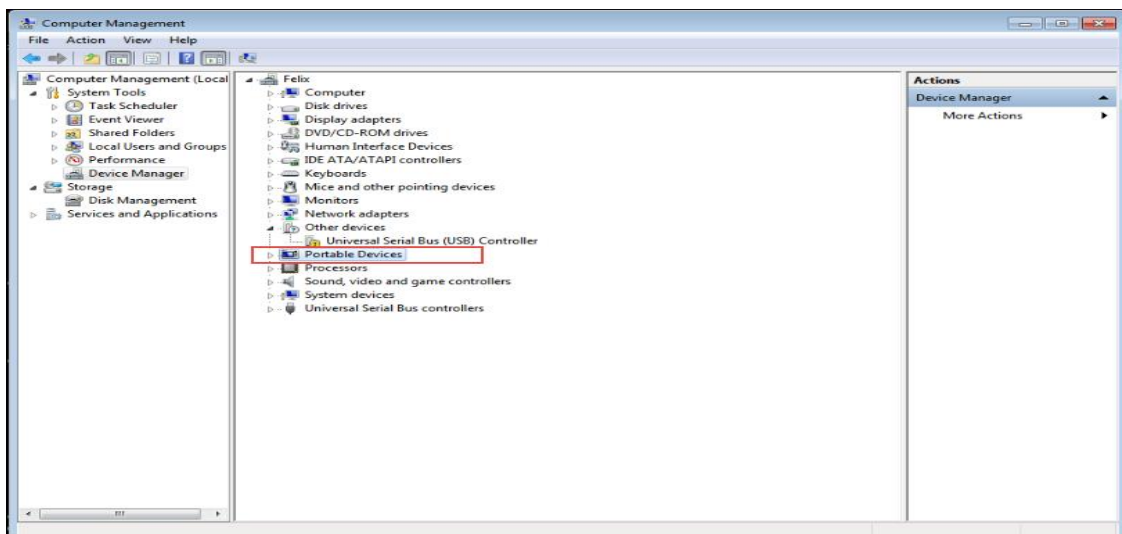 Computer Management
File Action View Help
Computer Management (Local
System Tools
Task Scheduler
Event Viewer
Shared Folders
Local Users and Groups
Performance
Device Manager
Storage
Disk Management
Services and Applications
Felix
Computer
Disk drives
Display adapters
DVD/CD-ROM drives
Human Interface Devices
IDE ATA/ATAPI controllers
Keyboards
Mice and other pointing devices
Monitors
Network adapters
Other devices
Universal Serial Bus (USB) Controller
Portable Devices
Processors
Sound, video and game controllers
System devices
Universal Serial Bus controllers
Actions
Device Manager
More Actions